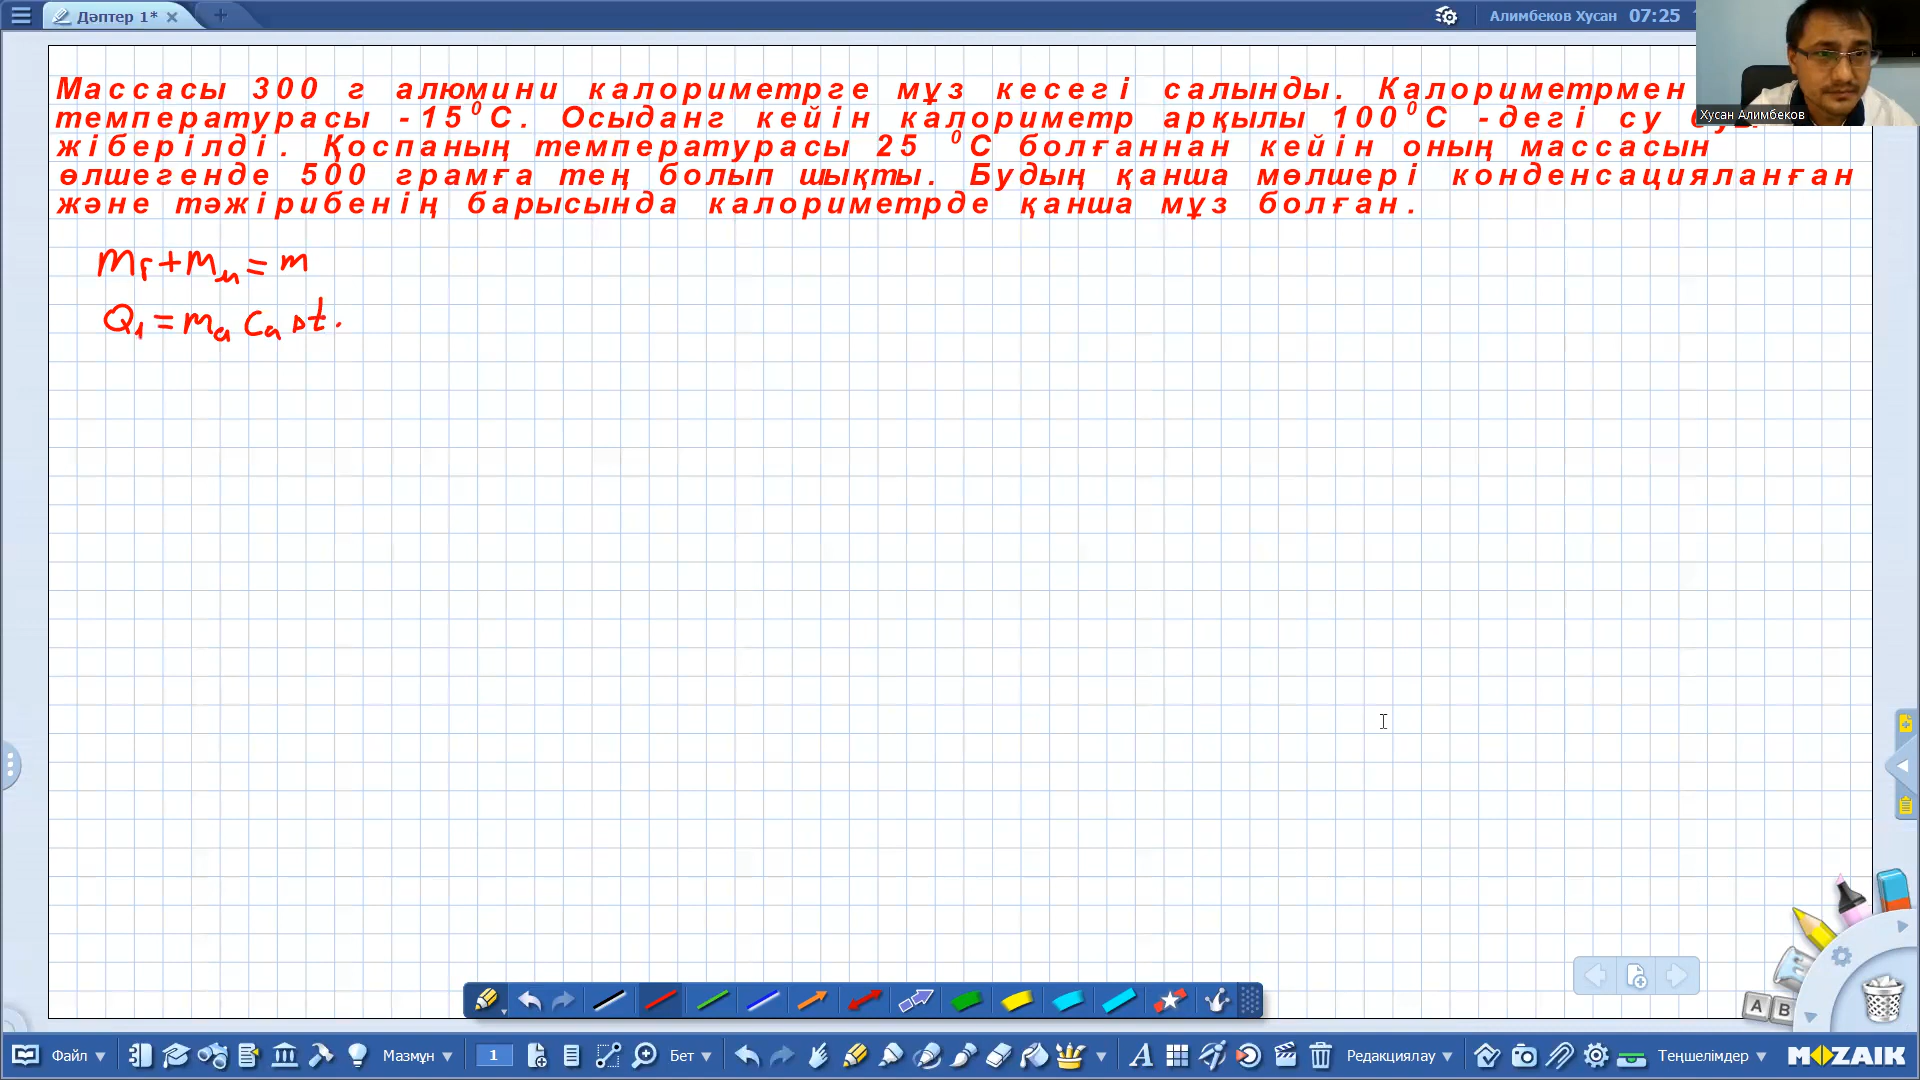 Дәптер 1*
Алимбеков Хусан 07:25
Хусан Алимбеков
Массасы 300 г алюмини калориметрге мұз кесегі салынды. Калориметрмен
температурасы -15⁰С. Осыданг кейін калориметр арқылы 100⁰С -дегі су
жіберілді. Қоспаның температурасы 25 ⁰С болғаннан кейін оның массасын
өлшегенде 500 грамға тең болып шықты. Будың қанша мөлшері конденсацияланған
және тәжірибенің барысында калориметрде қанша мұз болған.
mг+mм=m
Q₁=mₐ cₐ Δt.
A B
Файл
Мазмұн
1
Бет
Редакциялау
Теңшелімдер
MOZAIK